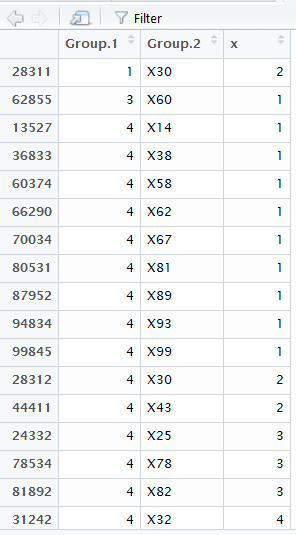 Filter
Group.1 Group.2 x
28311 1 X30 2
62855 3 X60 1
13527 4 X14 1
36833 4 X38 1
60374 4 X58 1
66290 4 X62 1
70034 4 X67 1
80531 4 X81 1
87952 4 X89 1
94834 4 X93 1
99845 4 X99 1
28312 4 X30 2
44411 4 X43 2
24332 4 X25 3
78534 4 X78 3
81892 4 X82 3
31242 4 X32 4